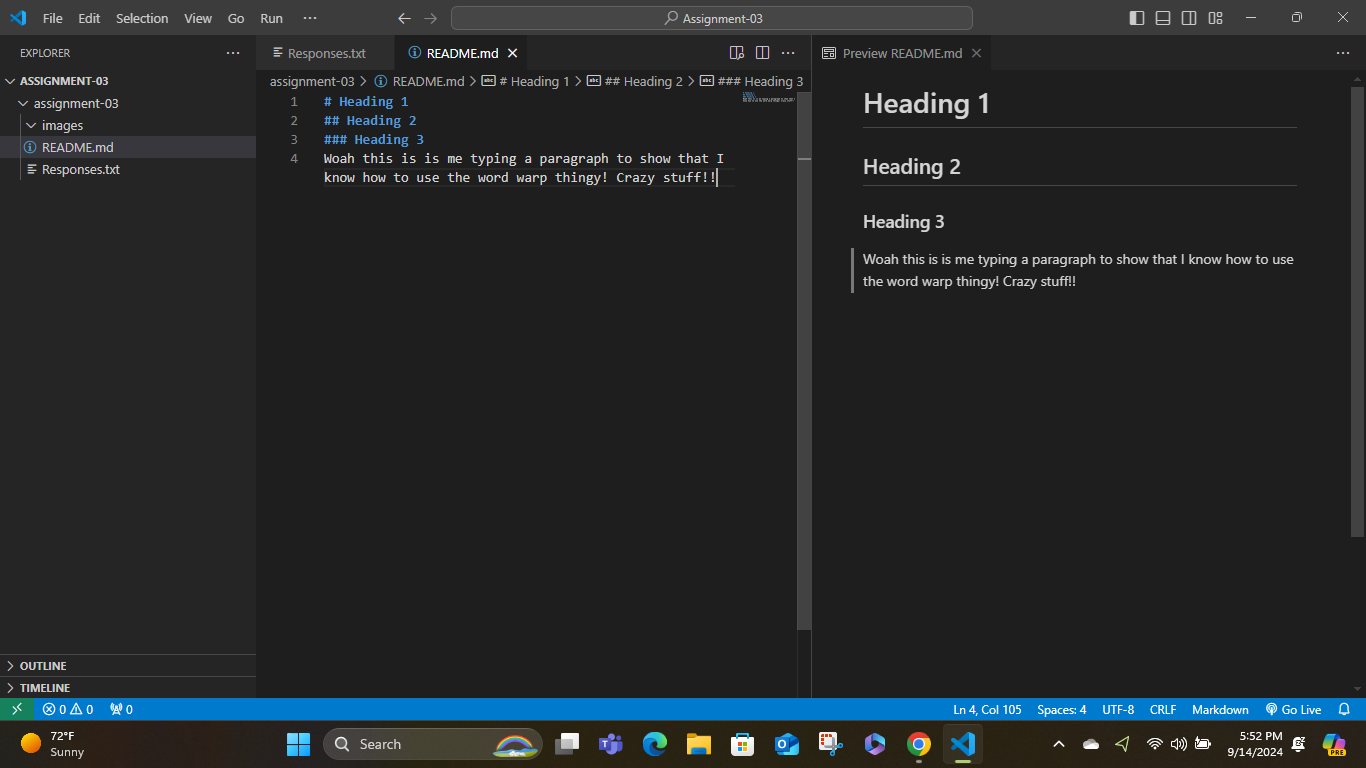 File Edit Selection View Go Run ···
Assignment-03
EXPLORER ···
ASSIGNMENT-03
assignment-03
images
README.md
Responses.txt
OUTLINE
TIMELINE
Responses.txt
README.md
···
assignment-03 > README.md > # Heading 1 > ## Heading 2 > ### Heading 3
1 # Heading 1
2 ## Heading 2
3 ### Heading 3
4 Woah this is is me typing a paragraph to show that I
know how to use the word warp thingy! Crazy stuff!!
Preview README.md ···
Heading 1
Heading 2
Heading 3
Woah this is is me typing a paragraph to show that I know how to use
the word warp thingy! Crazy stuff!!
0 0 0
Ln 4, Col 105 Spaces: 4 UTF-8 CRLF Markdown Go Live
72°F
Sunny
Search
5:52 PM
9/14/2024
PRE